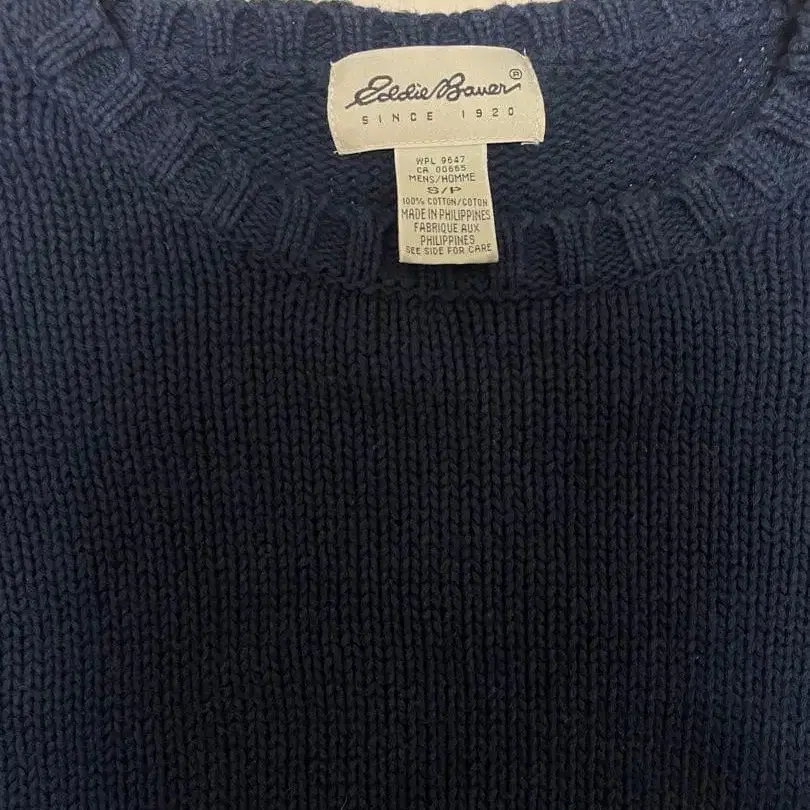 Eddie Bauer®
SINCE 1920
WPL 9647
CA 00665
MENS/HOMME
S/P
100% COTTON/COTON
MADE IN PHILIPPINES
FABRIQUE AUX
PHILIPPINES
SEE SIDE FOR CARE